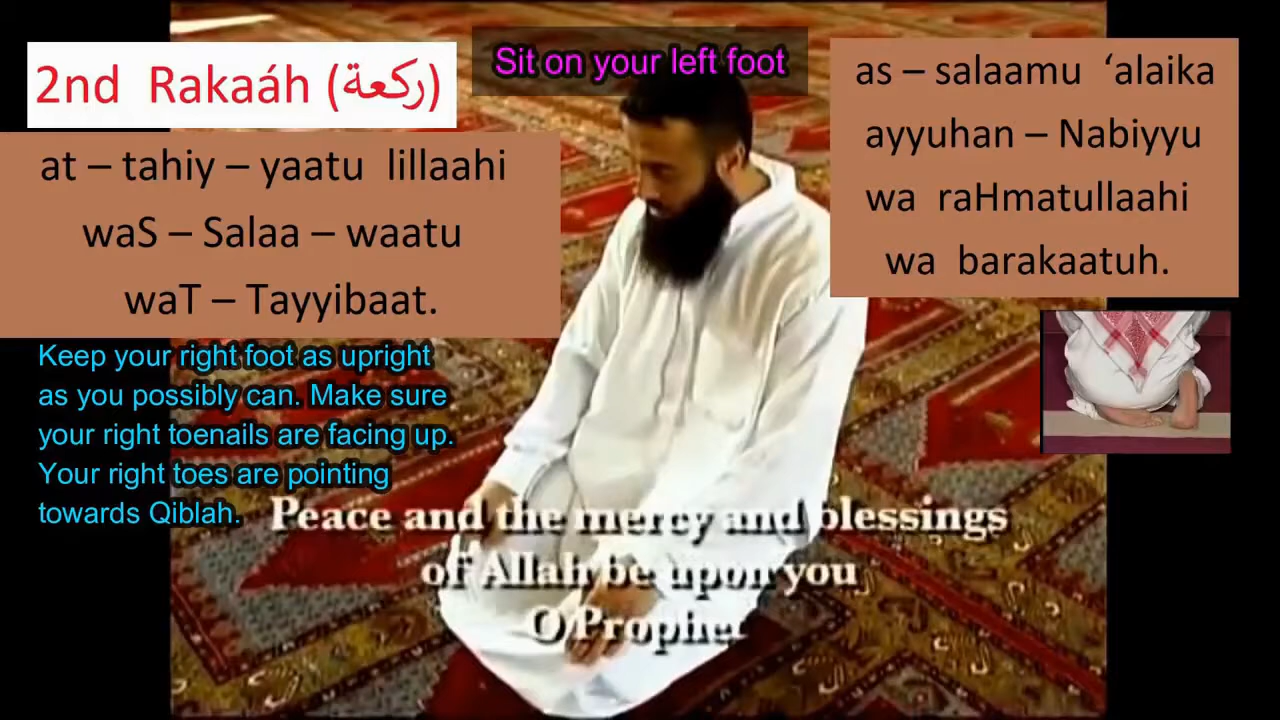 2nd Rakaáh (ركعة)
Sit on your left foot
at – tahiy – yaatu lillaahi
waS – Salaa – waatu
waT – Tayyibaat.
as – salaamu ‘alaika
ayyuhan – Nabiyyu
wa raHmatullaahi
wa barakaatuh.
Keep your right foot as upright
as you possibly can. Make sure
your right toenails are facing up.
Your right toes are pointing
towards Qiblah.
Peace and the mercy and blessings
of Allah be upon you
O Prophet